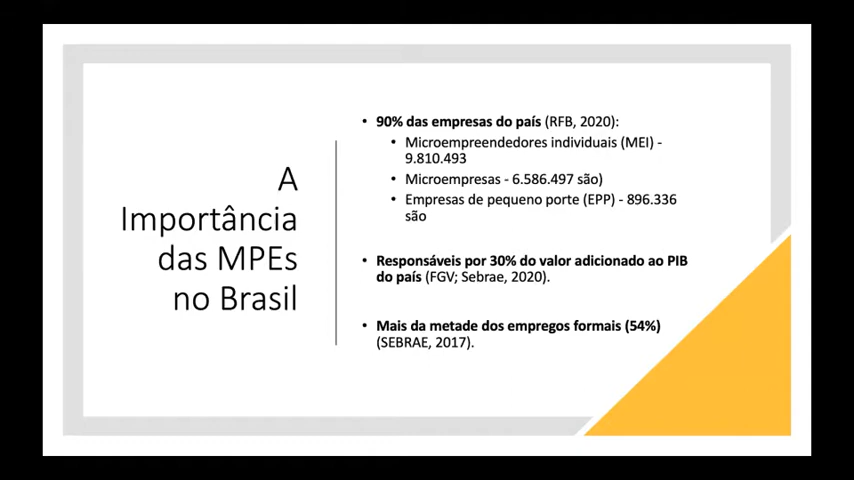 A
Importância
das MPEs
no Brasil
• 90% das empresas do país (RFB, 2020):
• Microempreendedores individuais (MEI) -
9.810.493
• Microempresas - 6.586.497 são)
• Empresas de pequeno porte (EPP) - 896.336
são
• Responsáveis por 30% do valor adicionado ao PIB
do país (FGV; Sebrae, 2020).
• Mais da metade dos empregos formais (54%)
(SEBRAE, 2017).